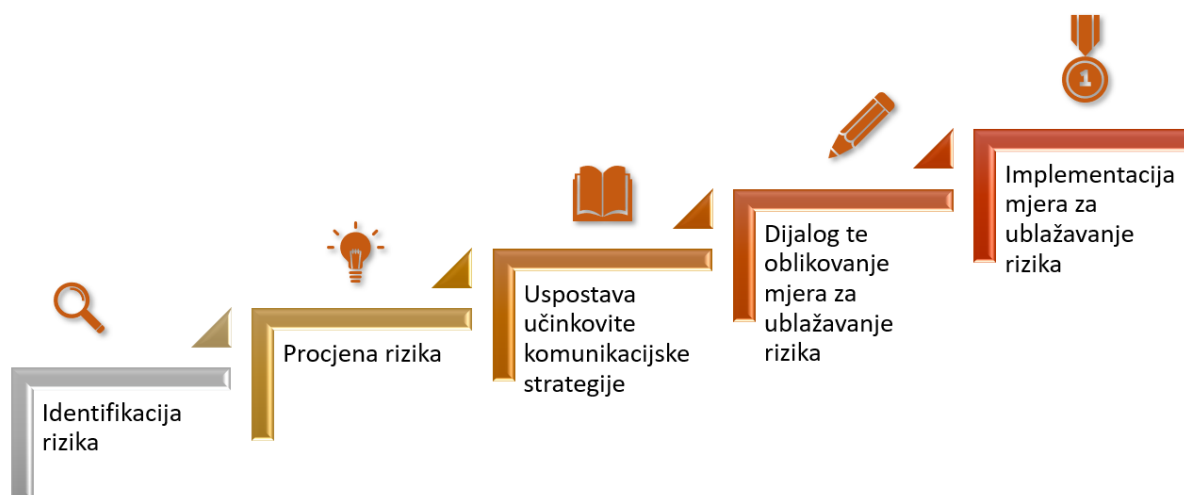 Identifikacija
rizika
Procjena rizika
Uspostava
učinkovite
komunikacijske
strategije
Dijalog te
oblikovanje
mjera za
ublažavanje
rizika
1
Implementacija
mjera za
ublažavanje
rizika